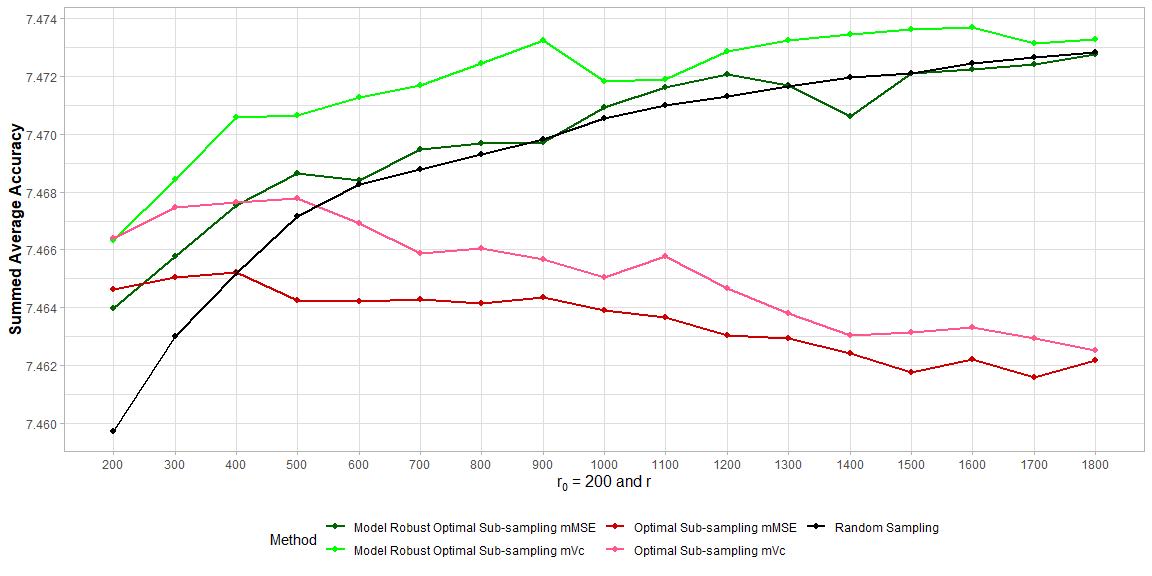 Summed Average Accuracy
7.474
7.472
7.470
7.468
7.466
7.464
7.462
7.460
200 300 400 500 600 700 800 900 1000 1100 1200 1300 1400 1500 1600 1700 1800
r₀ = 200 and r
Method
Model Robust Optimal Sub-sampling mMSE Optimal Sub-sampling mMSE Random Sampling
Model Robust Optimal Sub-sampling mVc Optimal Sub-sampling mVc